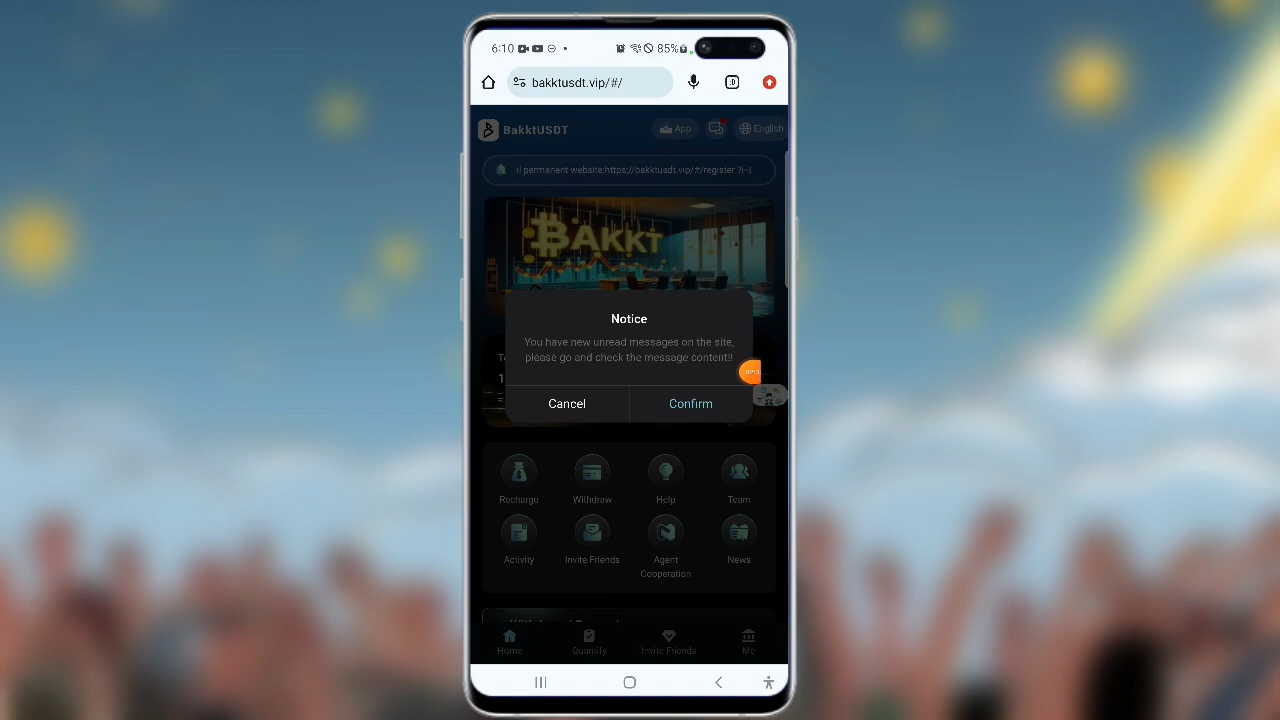 6:10
85%
bakktusdt.vip/#/
BakktUSDT
App
English
permanent website:https://bakktusdt.vip/#/register
BAKKT
Notice
You have new unread messages on the site,
please go and check the message content!!
Cancel
Confirm
Recharge
Withdraw
Help
Team
Activity
Invite Friends
Agent
Cooperation
News
Home
Quantify
Invite Friends
Me